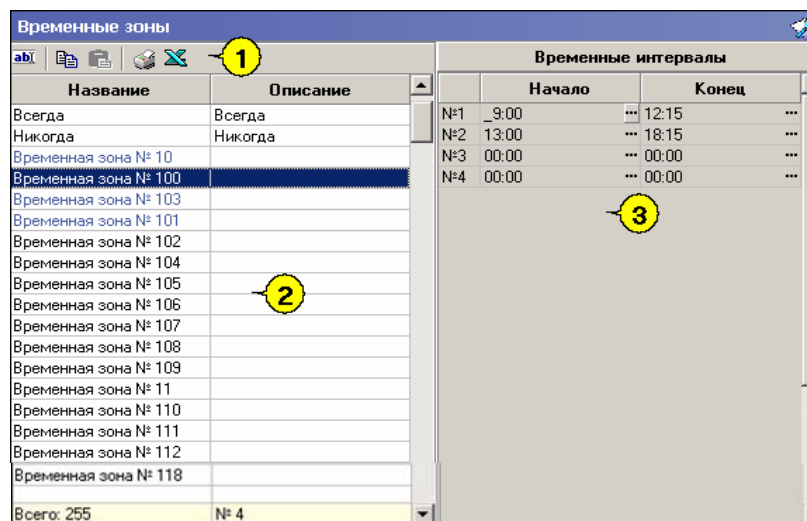 Временные зоны
abI 1 Временные интервалы
Название Описание Начало Конец
Всегда Всегда №1 _9:00 ... 12:15 ...
Никогда Никогда №2 13:00 ... 18:15 ...
Временная зона № 10 №3 00:00 ... 00:00 ...
Временная зона № 100 №4 00:00 ... 00:00 ...
Временная зона № 103
Временная зона № 101 3
Временная зона № 102
Временная зона № 104
Временная зона № 105 2
Временная зона № 106
Временная зона № 107
Временная зона № 108
Временная зона № 109
Временная зона № 11
Временная зона № 110
Временная зона № 111
Временная зона № 112
Временная зона № 118
Всего: 255 № 4